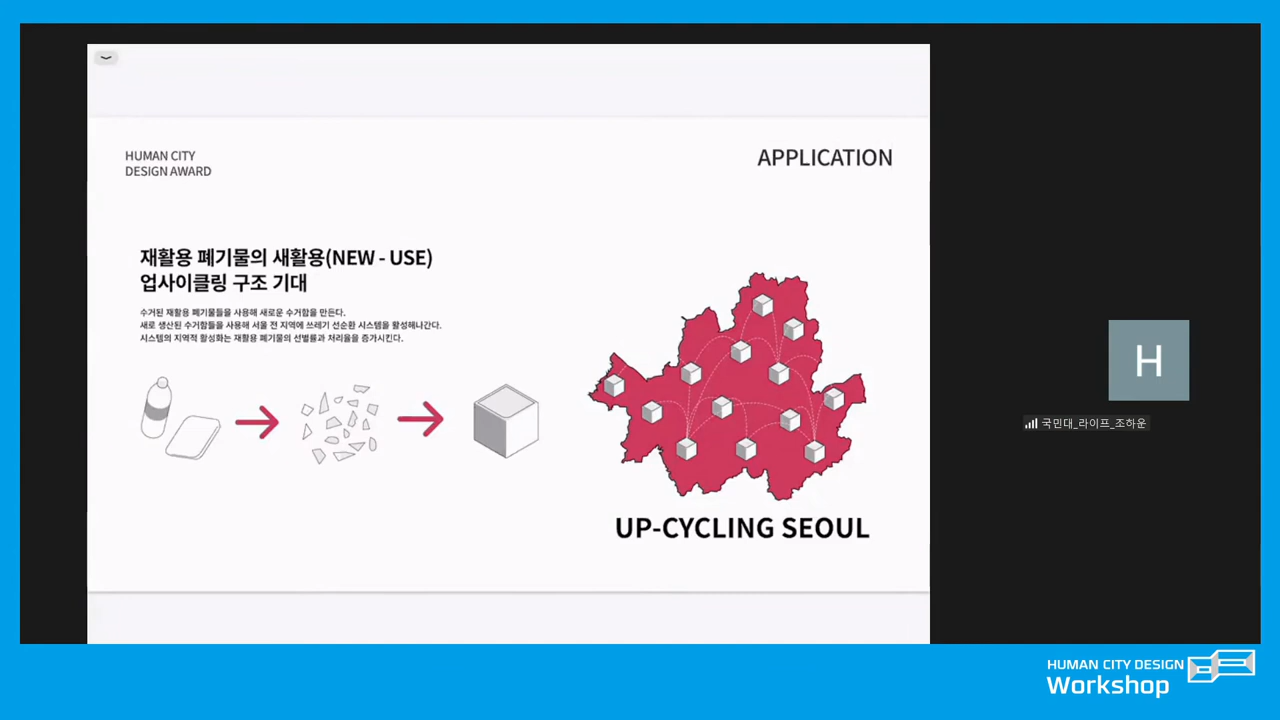 HUMAN CITY
DESIGN AWARD
APPLICATION
재활용 폐기물의 새활용(NEW - USE)
업사이클링 구조 기대
수거된 재활용 폐기물들을 사용해 새로운 수거함을 만든다.
새로 생산된 수거함들을 사용해 서울 전 지역에 쓰레기 선순환 시스템을 활성해나간다.
시스템의 지역적 활성화는 재활용 폐기물의 선별률과 처리율을 증가시킨다.
UP-CYCLING SEOUL
H
국민대_라이프_조하운
HUMAN CITY DESIGN
Workshop